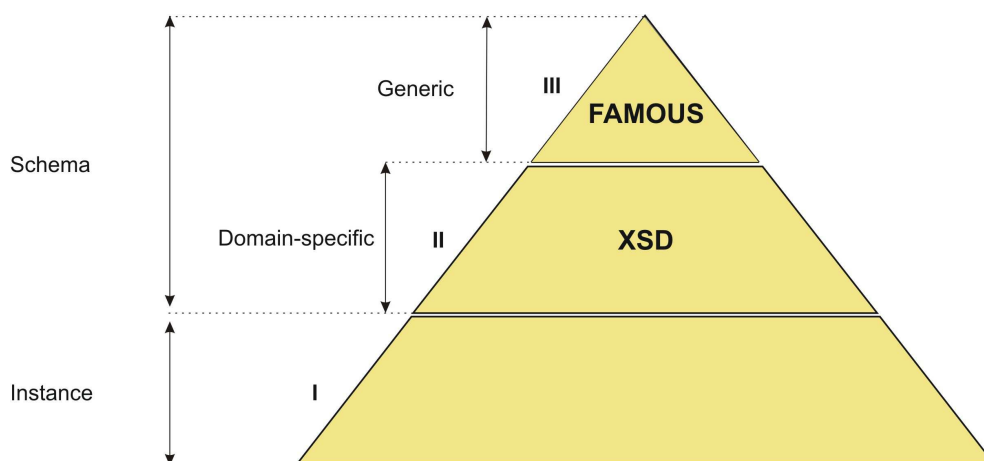 Generic
III
FAMOUS
Schema
Domain-specific
II
XSD
Instance
I